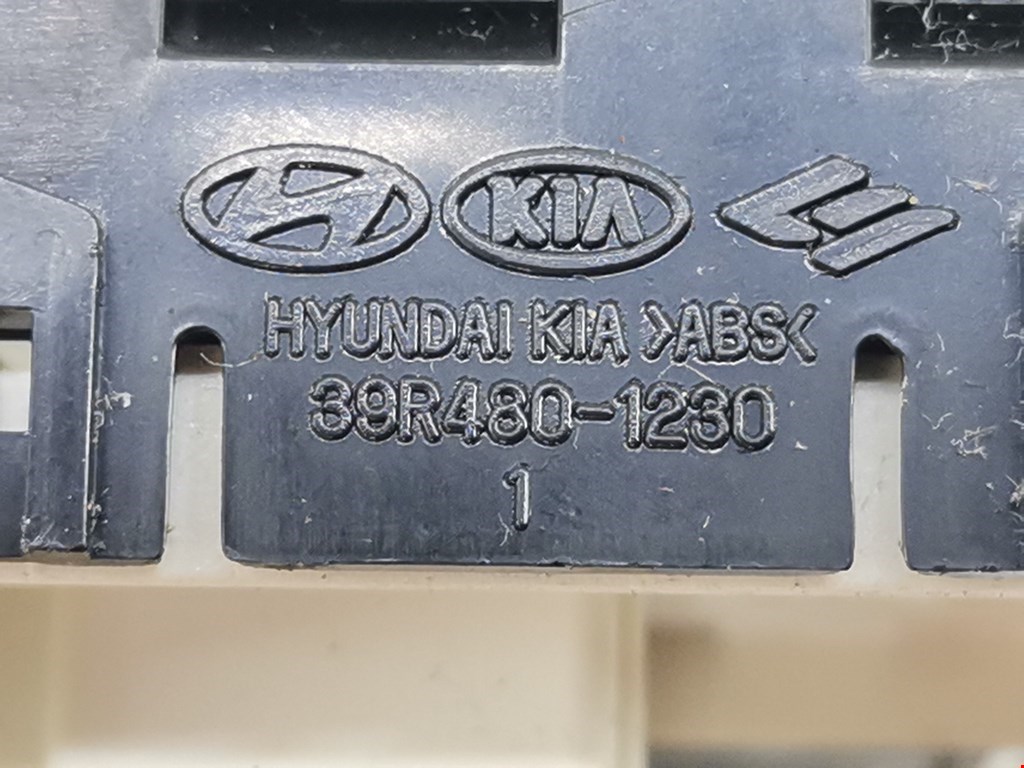 KIA
HYUNDAI KIA >ABS<
39R480-1230
1